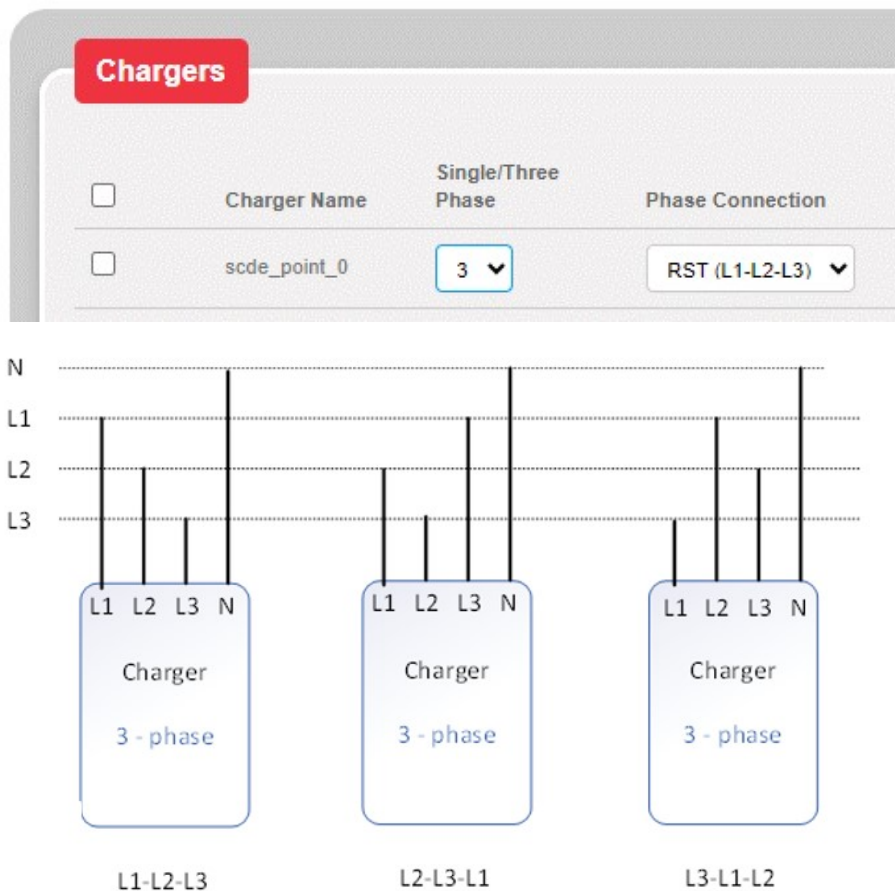 Chargers
Single/Three
Phase
Charger Name
Phase Connection
scde_point_0
3
RST (L1-L2-L3)
N
L1
L2
L3
L1 L2 L3 N
L1 L2 L3 N
L1 L2 L3 N
Charger
Charger
Charger
3 - phase
3 - phase
3 - phase
L1-L2-L3
L2-L3-L1
L3-L1-L2